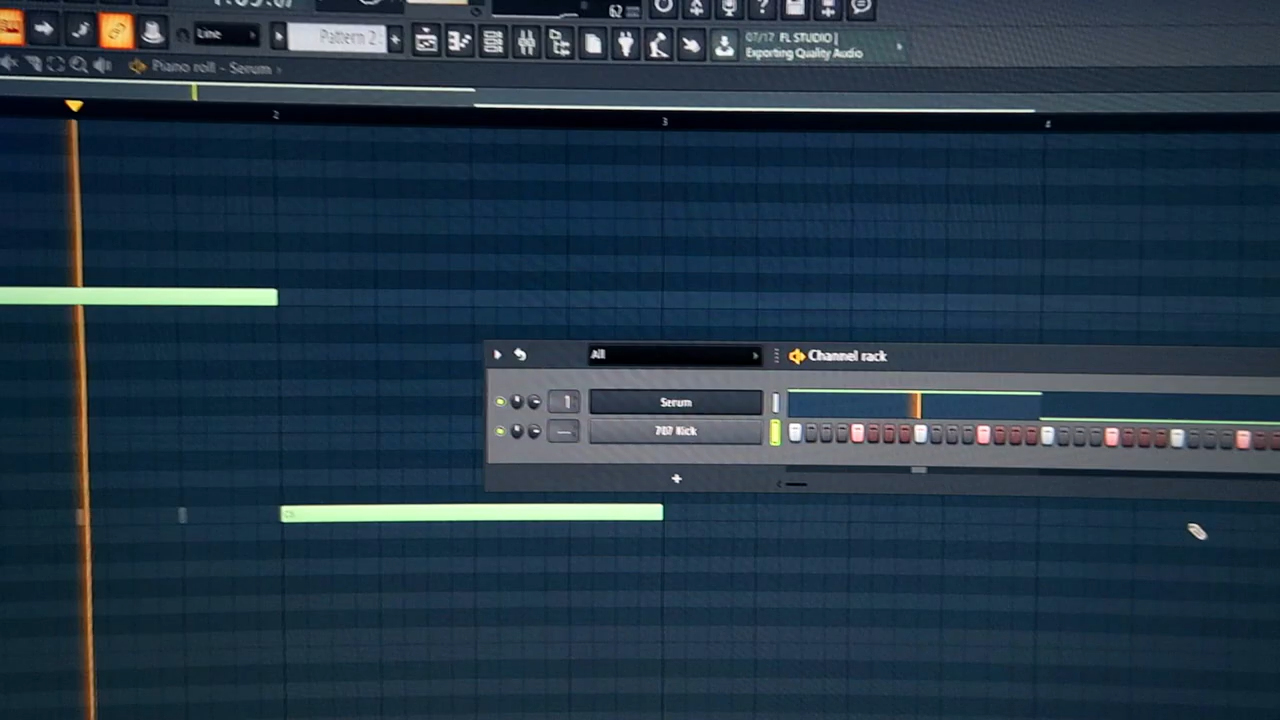 62
Line
Pattern 2
+
07/17 FL STUDIO |
Exporting Quality Audio
Piano roll - Serum
2
3
4
All
Channel rack
1
Serum
---
707 Kick
+